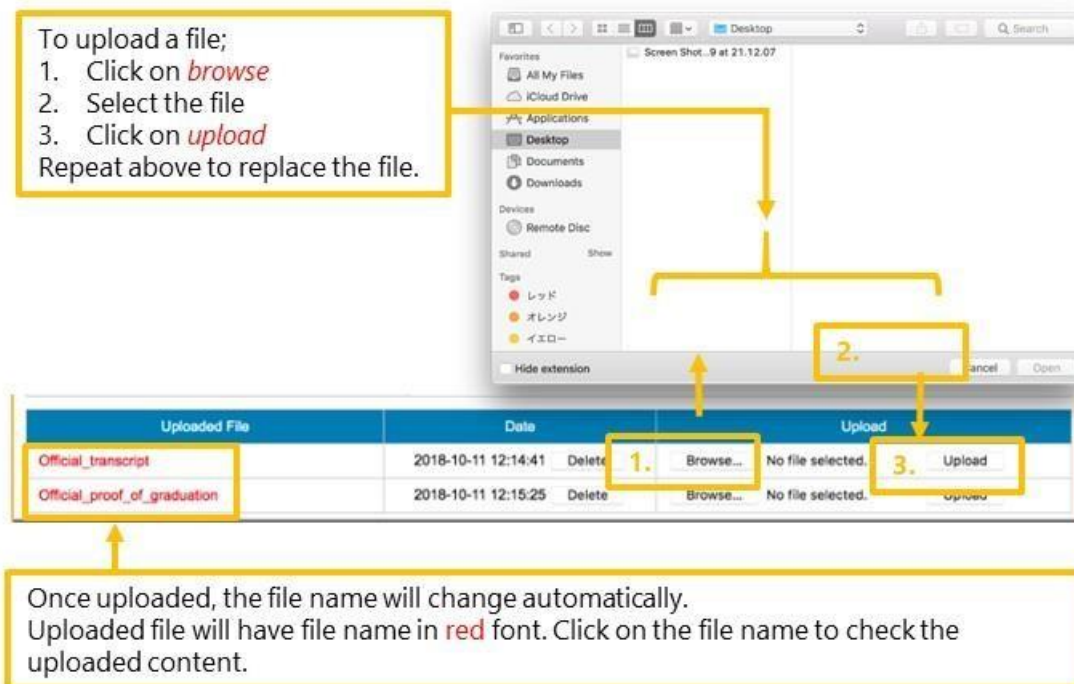 To upload a file;
1. Click on browse
2. Select the file
3. Click on upload
Repeat above to replace the file.
Desktop
Search
Favorites
All My Files
iCloud Drive
Applications
Desktop
Documents
Downloads
Devices
Remote Disc
Shared Show
Tags
レッド
オレンジ
イエロー
Screen Shot...9 at 21.12.07
2.
Hide extension
Cancel Open
Uploaded File Date Upload
Official_transcript 2018-10-11 12:14:41 Delete 1. Browse... No file selected. 3. Upload
Official_proof_of_graduation 2018-10-11 12:15:25 Delete Browse... No file selected. Upload
Once uploaded, the file name will change automatically.
Uploaded file will have file name in red font. Click on the file name to check the
uploaded content.